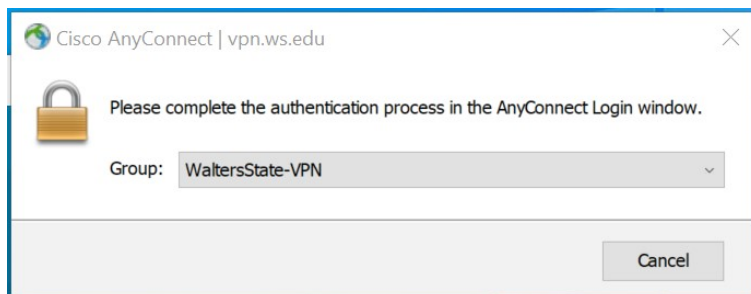 Cisco AnyConnect | vpn.ws.edu
Please complete the authentication process in the AnyConnect Login window.
Group: WaltersState-VPN
Cancel